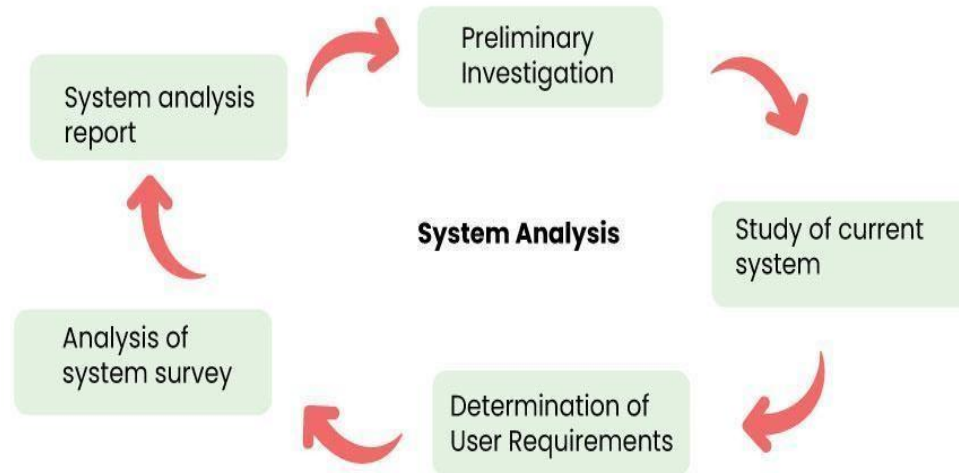 Preliminary
Investigation
System analysis
report
System Analysis
Study of current
system
Analysis of
system survey
Determination of
User Requirements